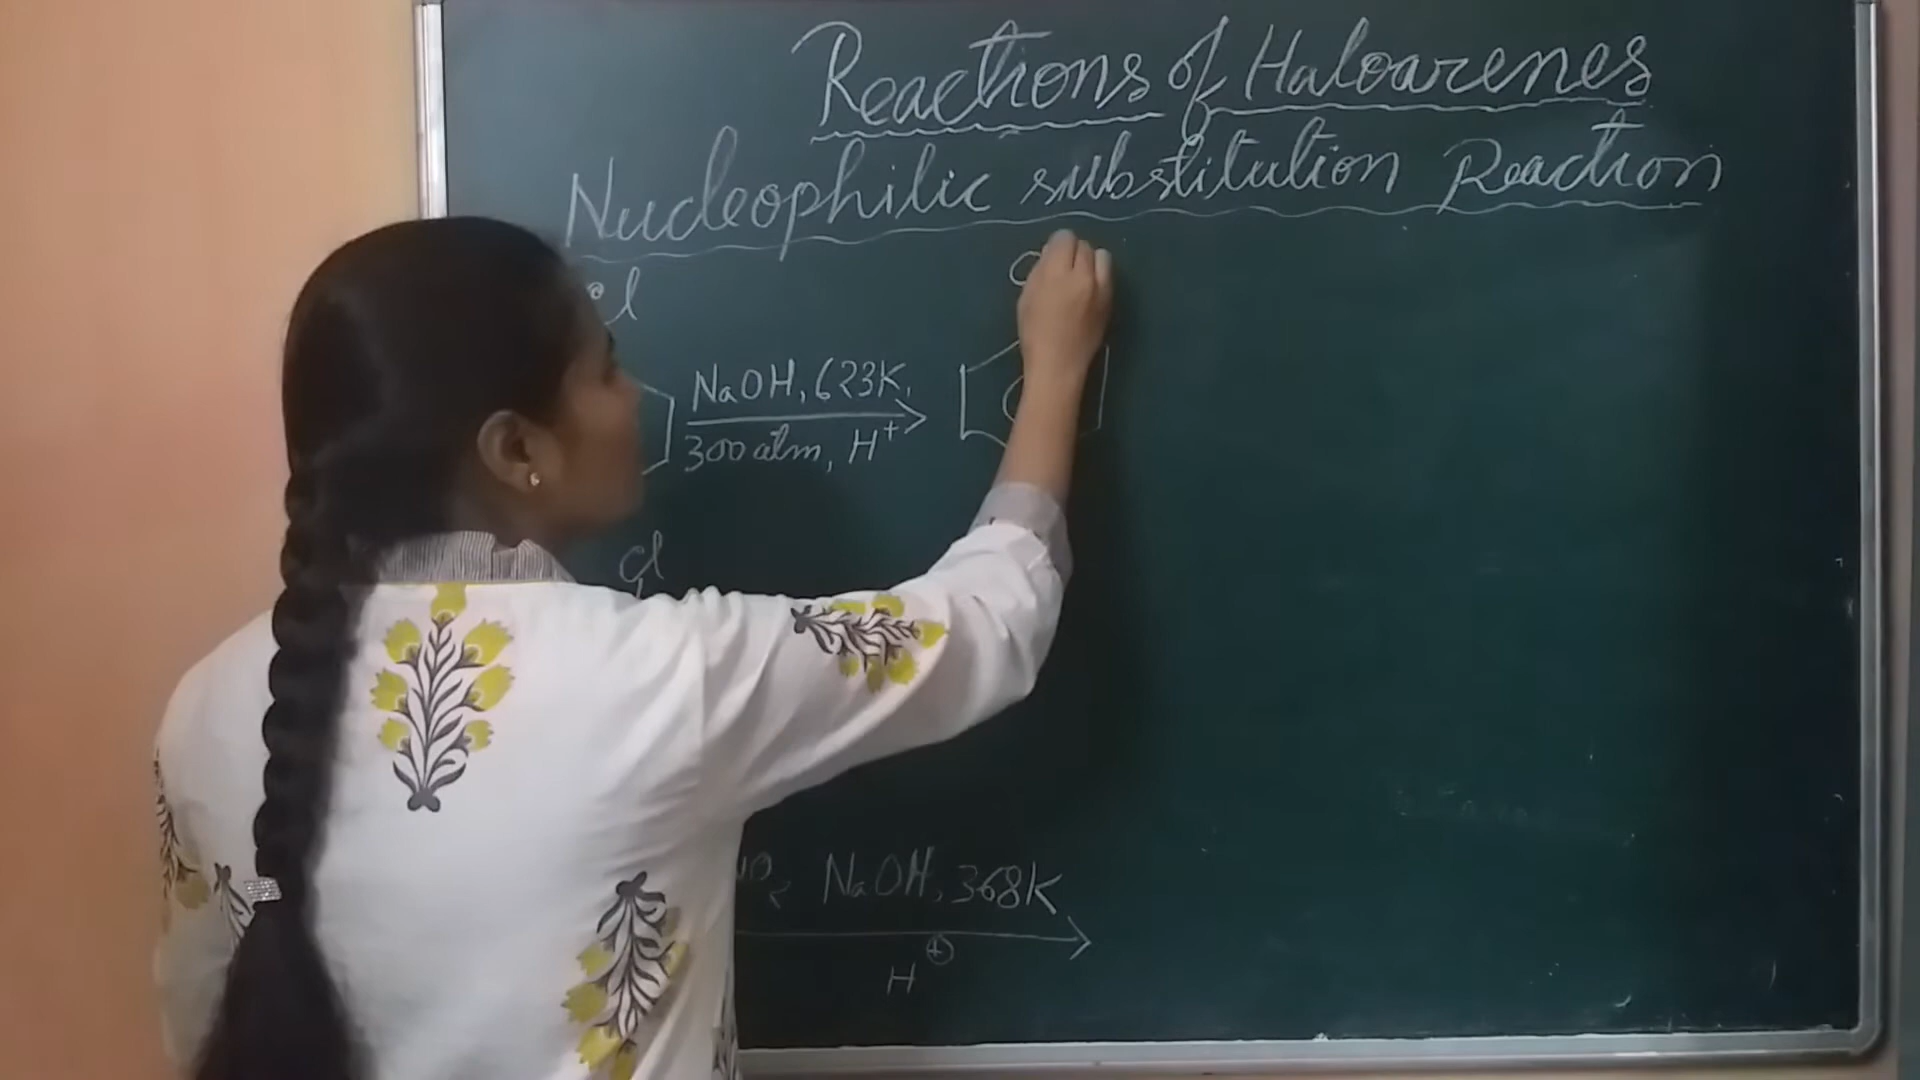 Reactions of Haloarenes
Nucleophilic substitution Reaction
Cl
NaOH, 623K,
300 atm, H+
Cl
NaOH, 368K
H⊕